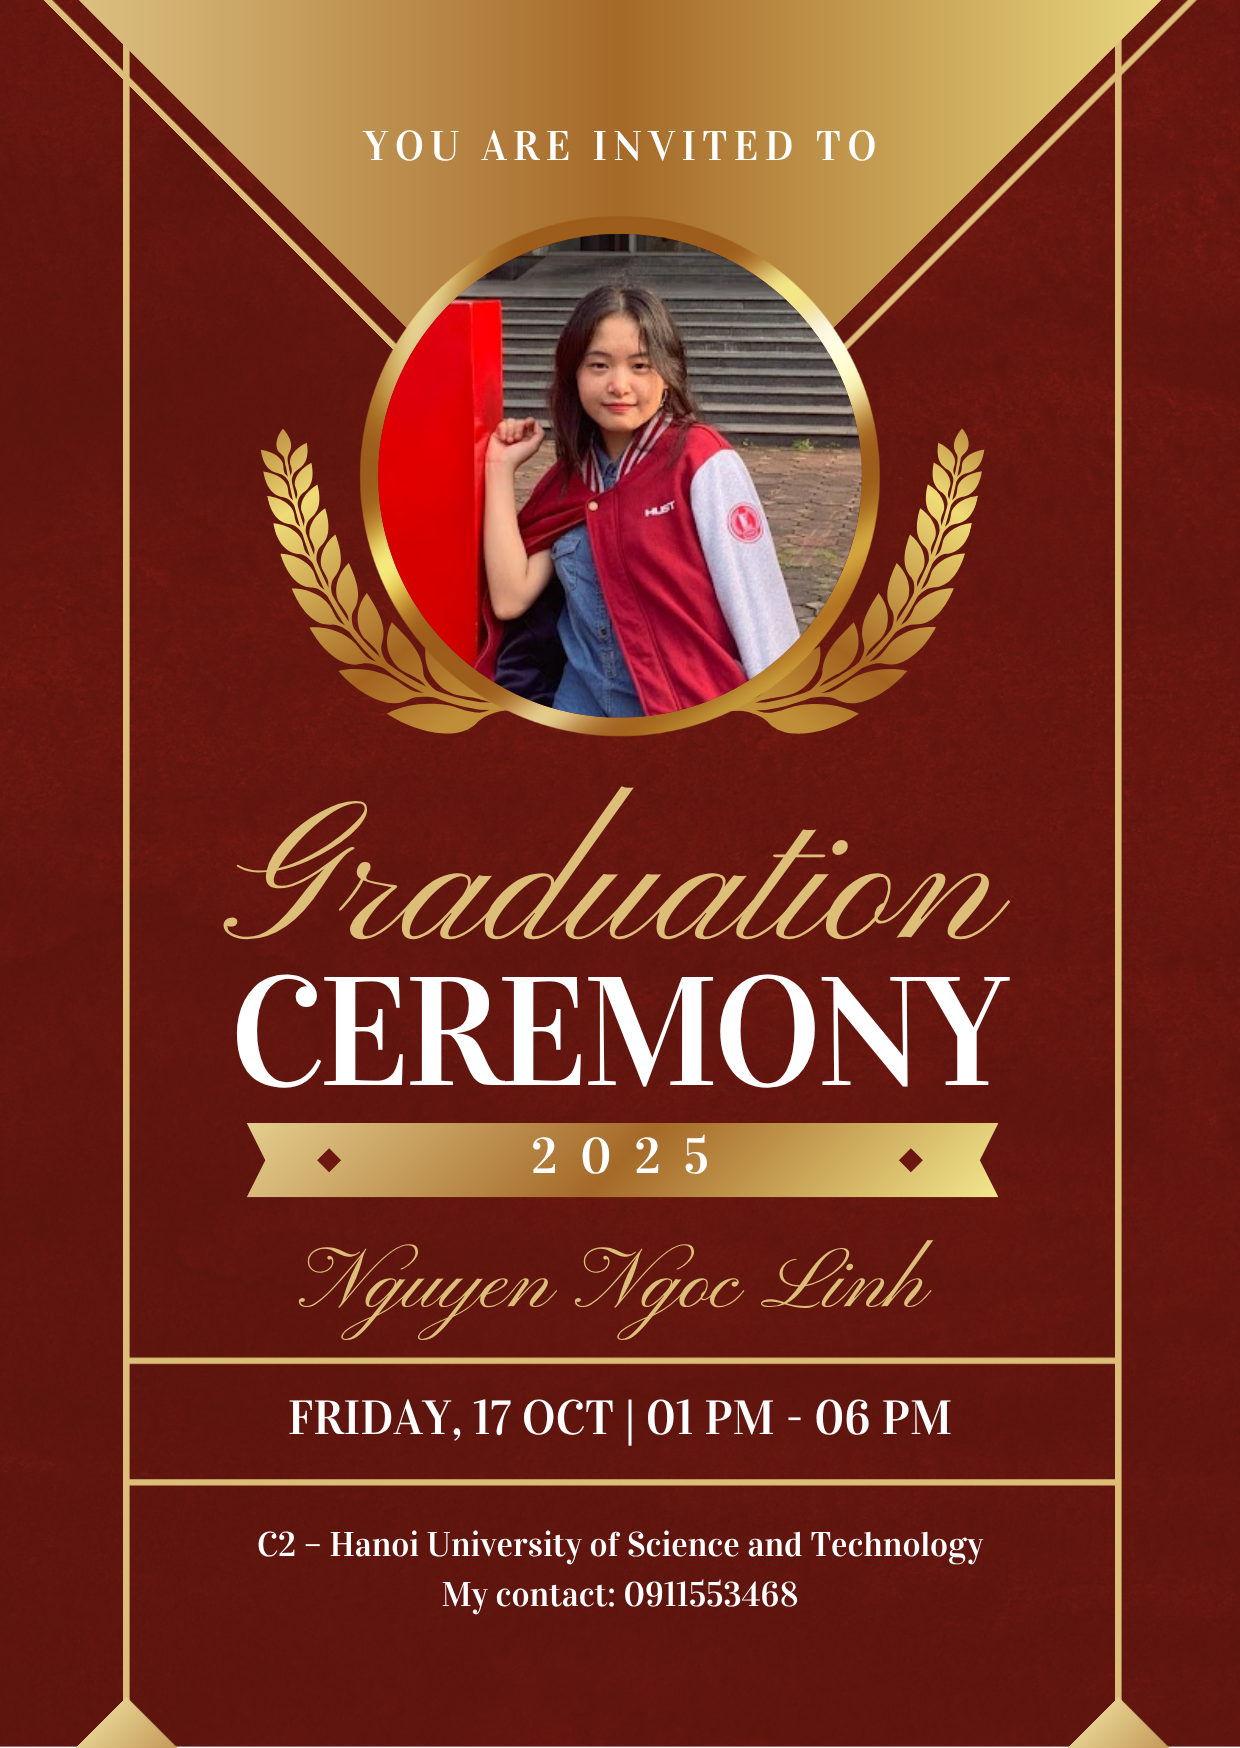 YOU ARE INVITED TO
HUST
Graduation
CEREMONY
2025
Nguyen Ngoc Linh
FRIDAY, 17 OCT | 01 PM - 06 PM
C2 – Hanoi University of Science and Technology
My contact: 0911553468